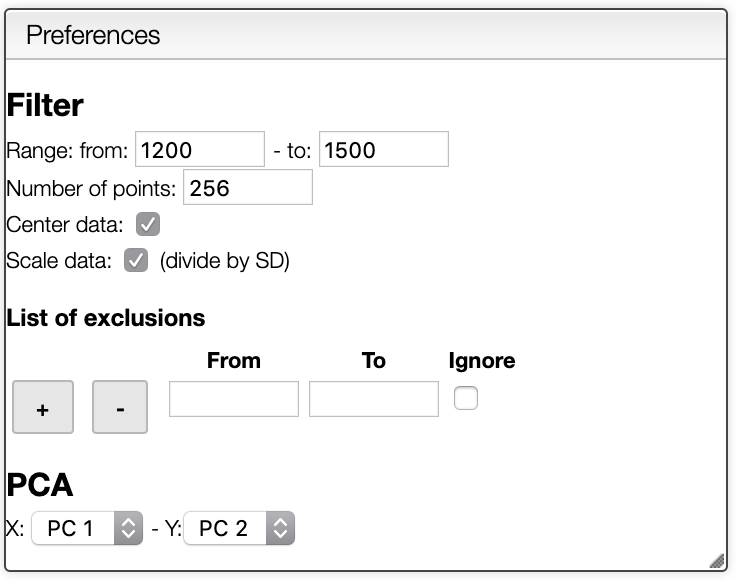 Preferences
Filter
Range: from: 1200 - to: 1500
Number of points: 256
Center data:
Scale data: (divide by SD)
List of exclusions
From To Ignore
+ -
PCA
X: PC 1 - Y: PC 2